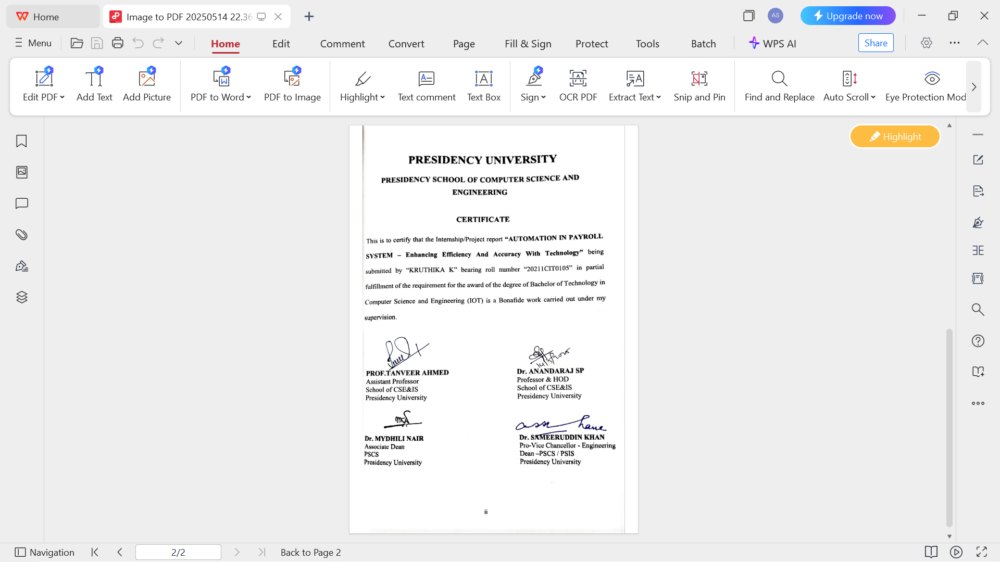 Home
Image to PDF 20250514 22.36
AS
Upgrade now
Menu
Home Edit Comment Convert Page Fill & Sign Protect Tools Batch WPS AI Share
Edit PDF Add Text Add Picture PDF to Word PDF to Image Highlight Text comment Text Box Sign OCR PDF Extract Text Snip and Pin Find and Replace Auto Scroll Eye Protection Mod
Highlight
PRESIDENCY UNIVERSITY
PRESIDENCY SCHOOL OF COMPUTER SCIENCE AND
ENGINEERING
CERTIFICATE
This is to certify that the Internship/Project report “AUTOMATION IN PAYROLL
SYSTEM – Enhancing Efficiency And Accuracy With Technology” being
submitted by “KRUTHIKA K” bearing roll number “20211CIT0105” in partial
fulfillment of the requirement for the award of the degree of Bachelor of Technology in
Computer Science and Engineering (IOT) is a Bonafide work carried out under my
supervision.
PROF.TANVEER AHMED
Assistant Professor
School of CSE&IS
Presidency University
Dr. ANANDARAJ SP
Professor & HOD
School of CSE&IS
Presidency University
Dr. MYDHILI NAIR
Associate Dean
PSCS
Presidency University
Dr. SAMEERUDDIN KHAN
Pro-Vice Chancellor - Engineering
Dean –PSCS / PSIS
Presidency University
ii
Navigation
2/2
Back to Page 2